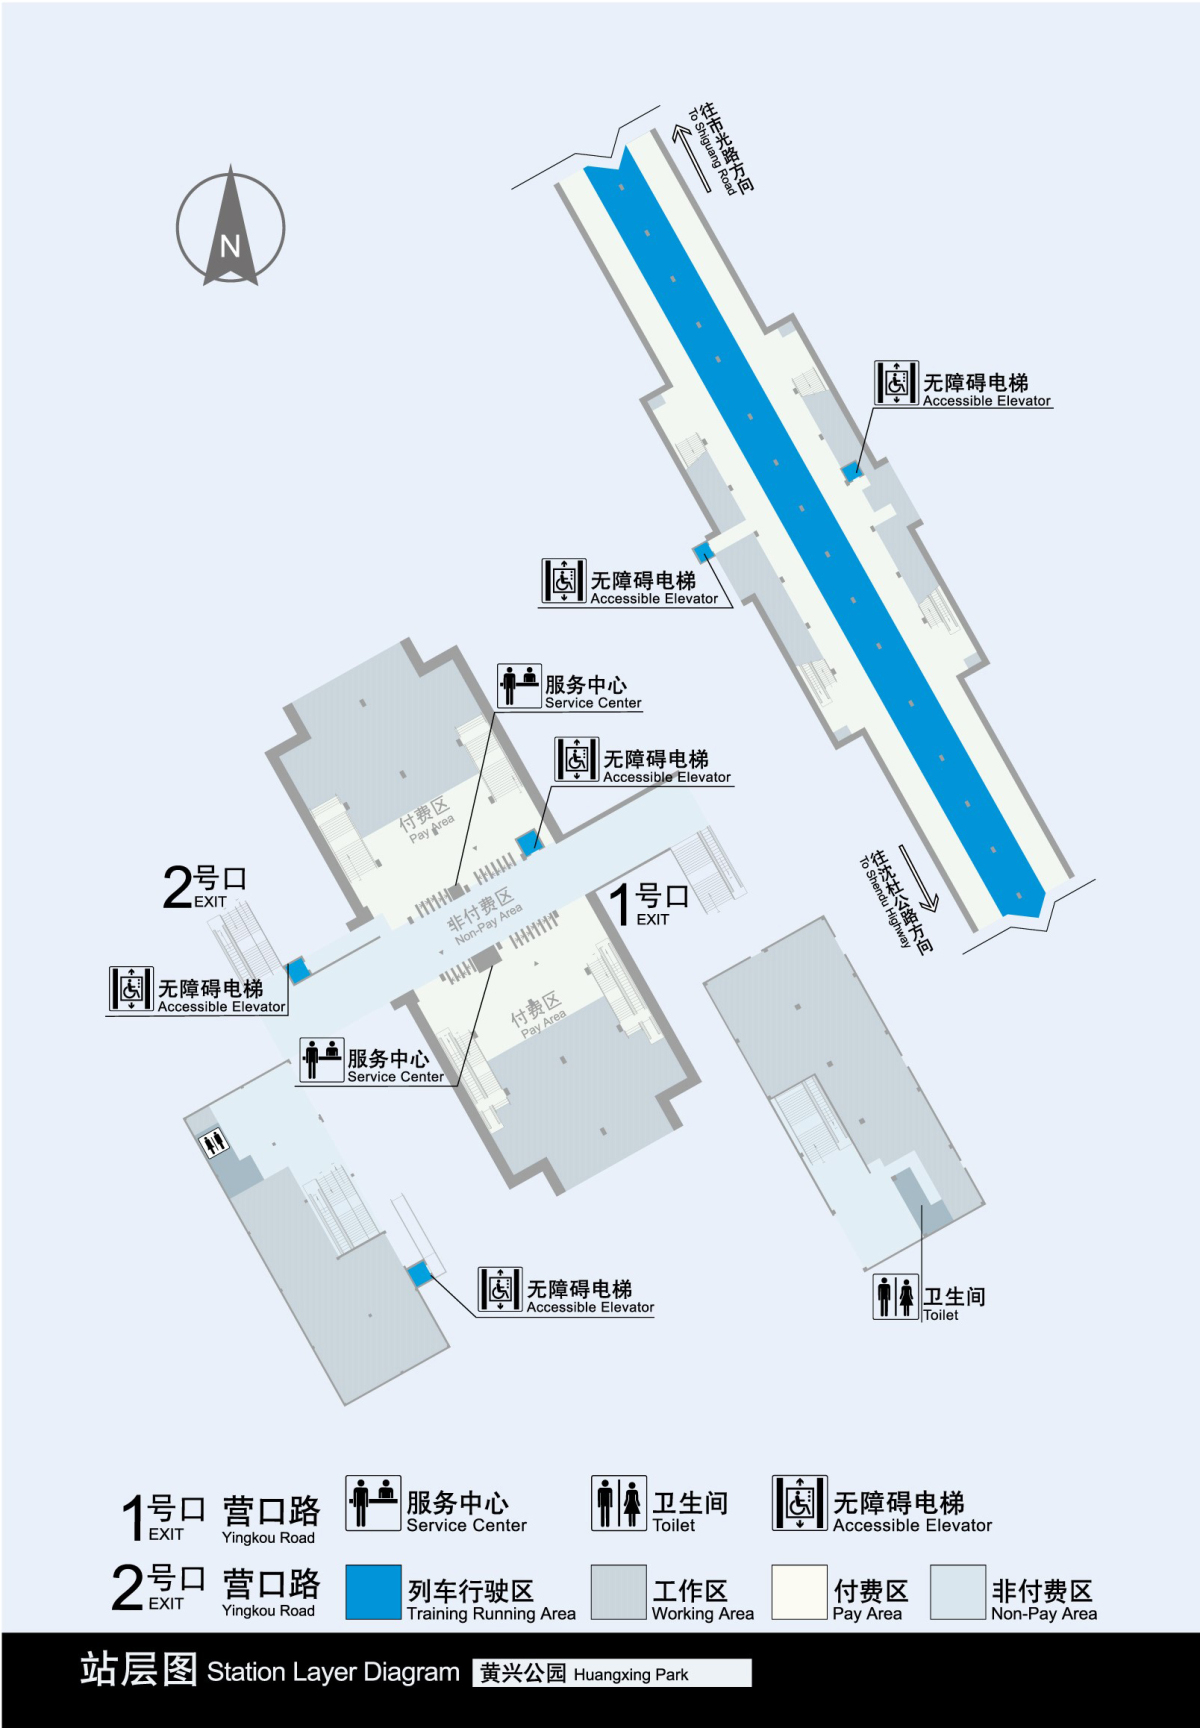 往市光路方向
To Shiguang Road
N
无障碍电梯
Accessible Elevator
无障碍电梯
Accessible Elevator
服务中心
Service Center
无障碍电梯
Accessible Elevator
付费区
Pay Area
2号口
EXIT
1号口
EXIT
非付费区
Non-Pay Area
往沈杜公路方向
To Shendu Highway
无障碍电梯
Accessible Elevator
付费区
Pay Area
服务中心
Service Center
无障碍电梯
Accessible Elevator
卫生间
Toilet
1号口
EXIT
营口路
Yingkou Road
服务中心
Service Center
卫生间
Toilet
无障碍电梯
Accessible Elevator
2号口
EXIT
营口路
Yingkou Road
列车行驶区
Training Running Area
工作区
Working Area
付费区
Pay Area
非付费区
Non-Pay Area
站层图 Station Layer Diagram 黄兴公园 Huangxing Park